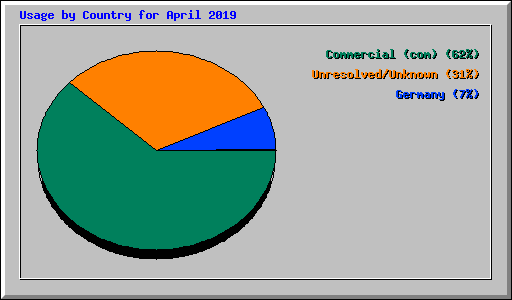 Usage by Country for April 2019
Commercial (com) (62%)
Unresolved/Unknown (31%)
Germany (7%)